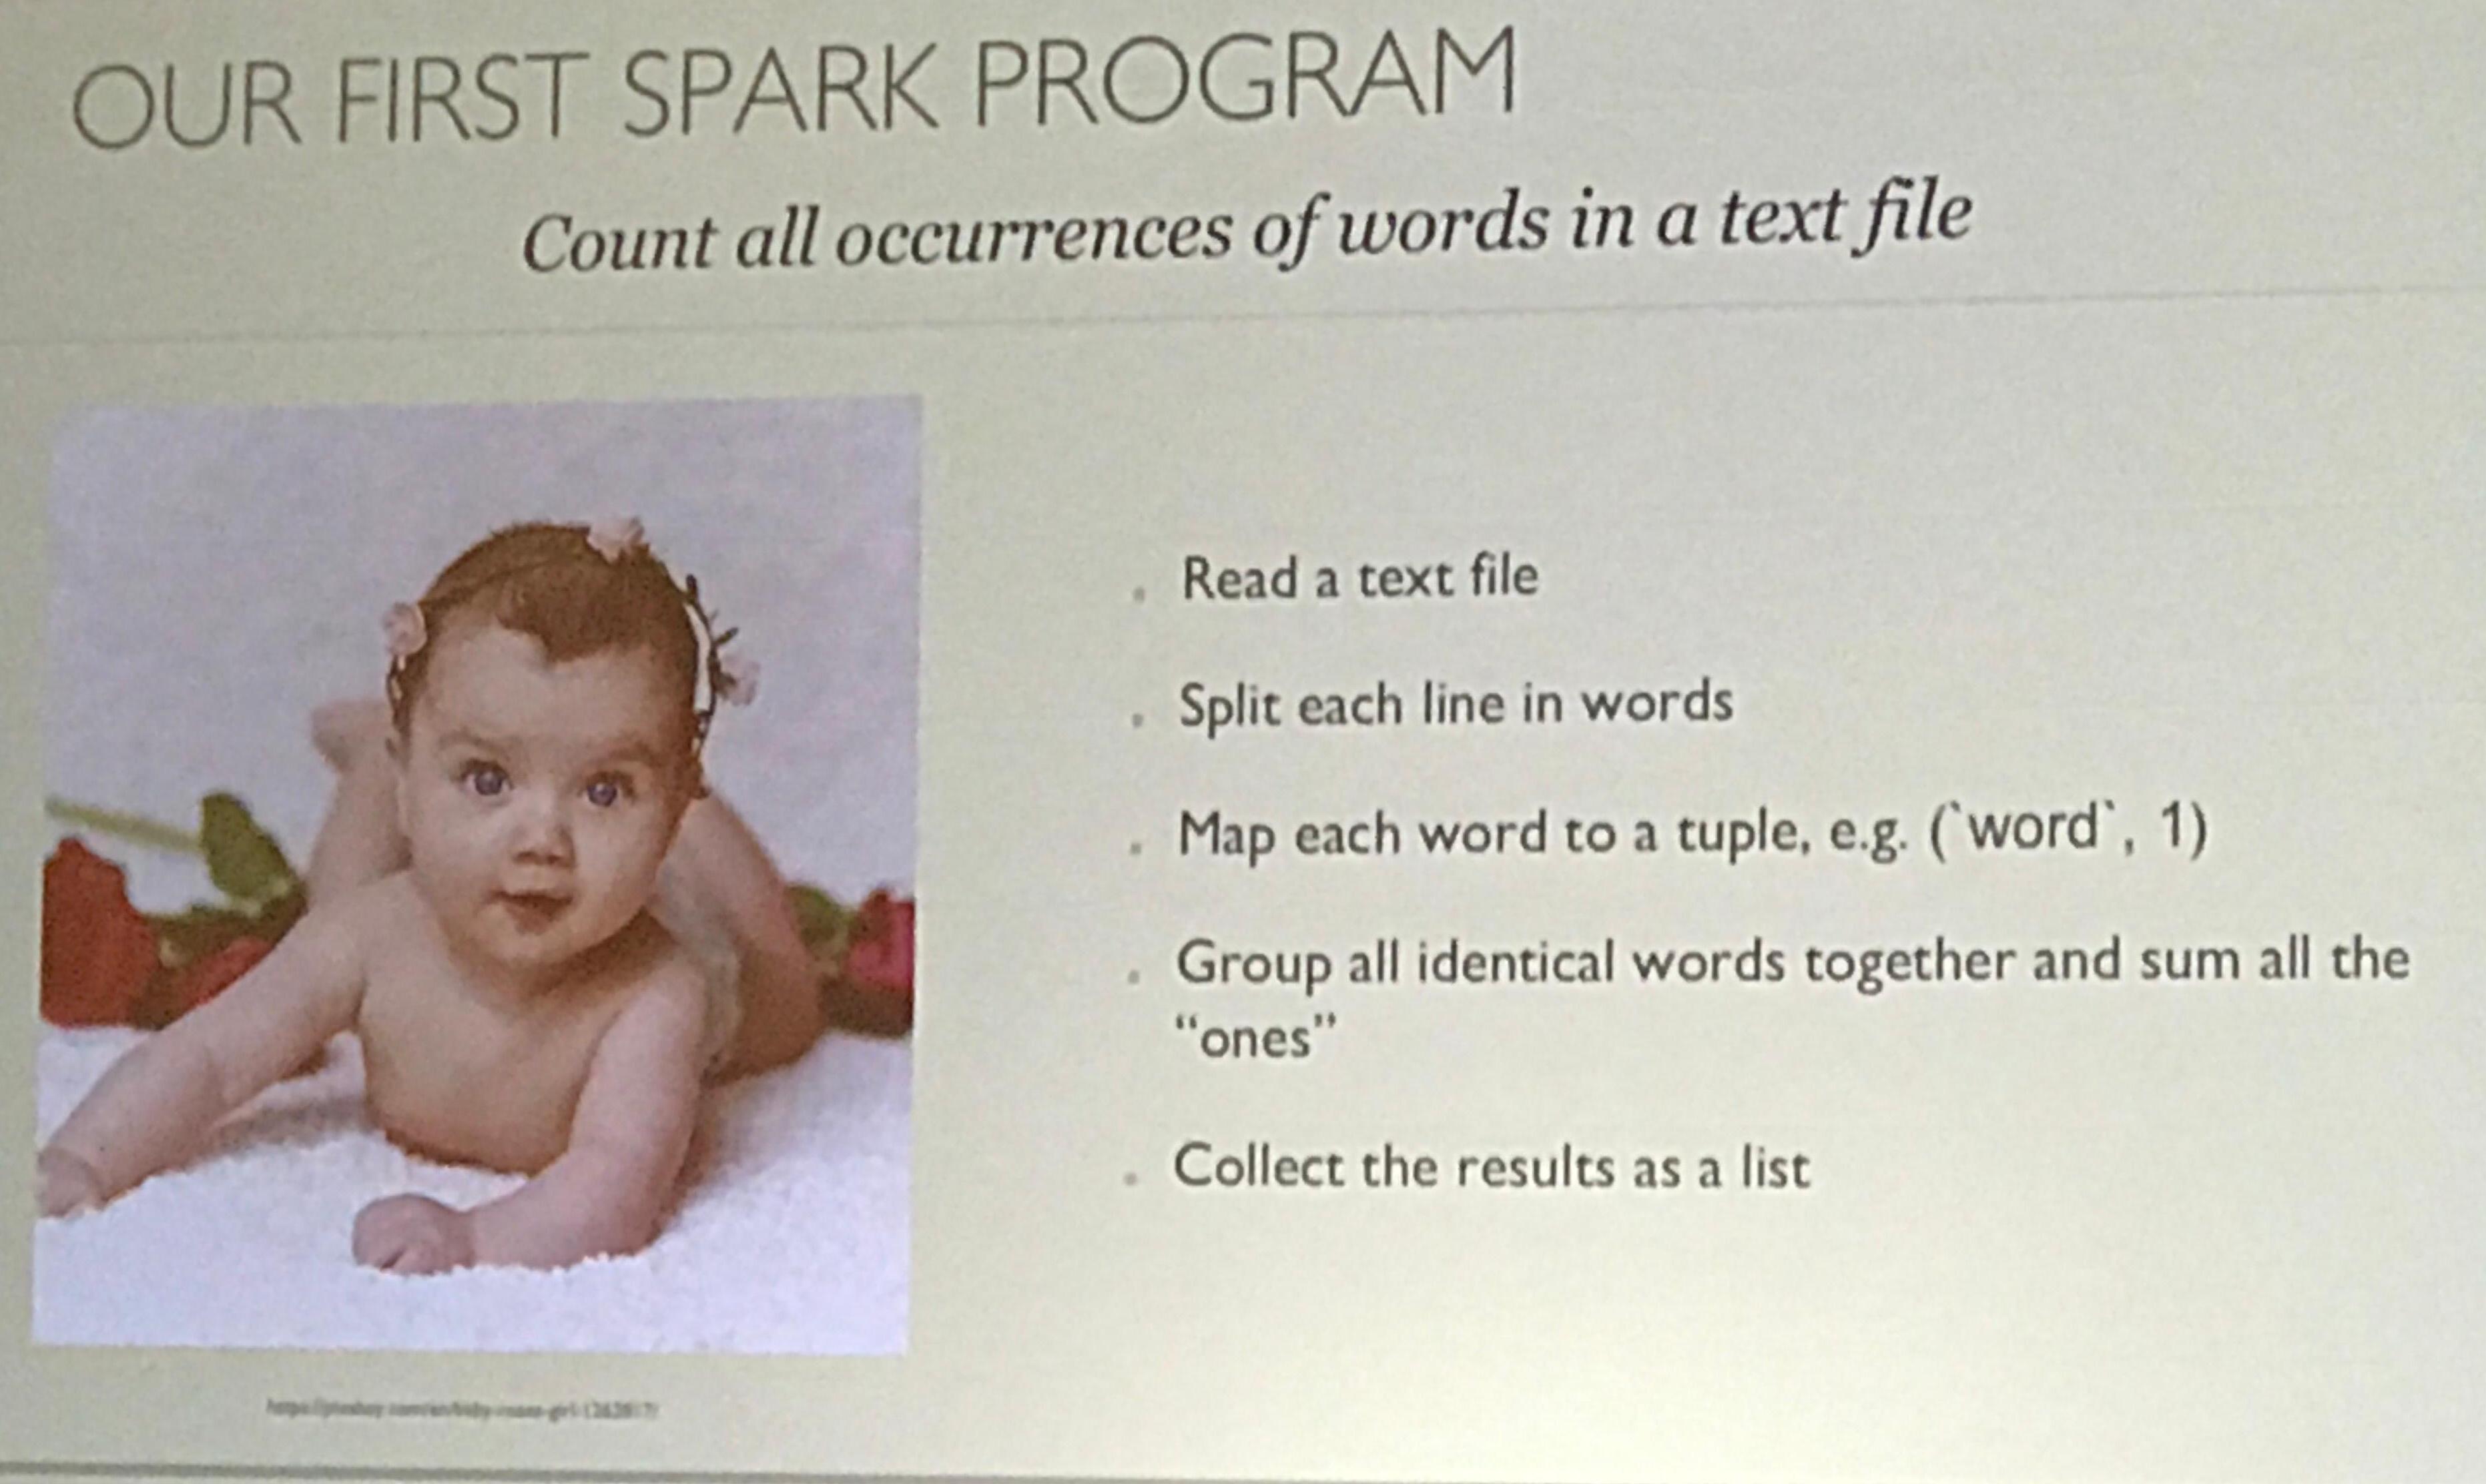 OUR FIRST SPARK PROGRAM
Count all occurrences of words in a text file
Read a text file
Split each line in words
Map each word to a tuple, e.g. (`word`, 1)
Group all identical words together and sum all the
“ones”
Collect the results as a list